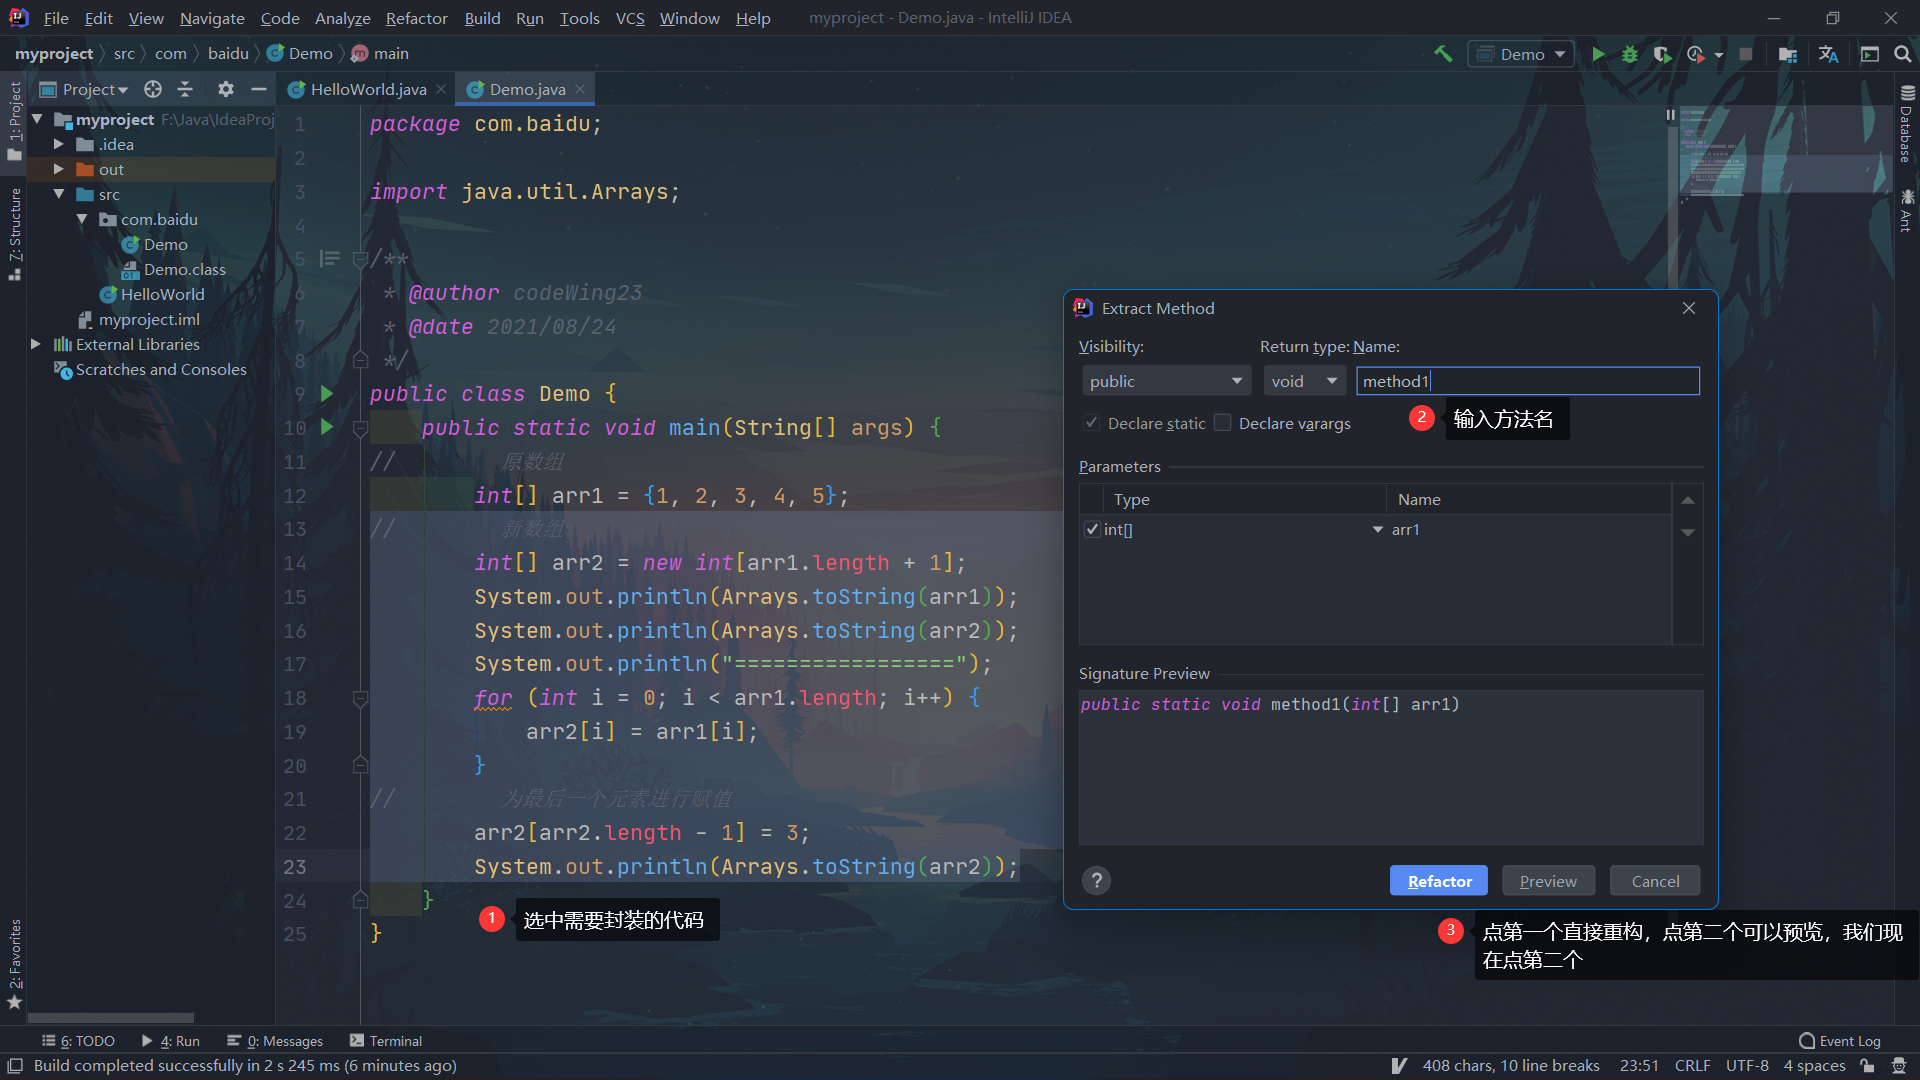 File Edit View Navigate Code Analyze Refactor Build Run Tools VCS Window Help myproject - Demo.java - IntelliJ IDEA
myproject src com baidu Demo main Demo
Project HelloWorld.java Demo.java
1: Project
7: Structure
2: Favorites
Database
Ant
myproject F:\Java\IdeaProj
.idea
out
src
com.baidu
Demo
Demo.class
HelloWorld
myproject.iml
External Libraries
Scratches and Consoles
1 package com.baidu;
2
3 import java.util.Arrays;
4
5 /**
6 * @author codeWing23
7 * @date 2021/08/24
8 */
9 public class Demo {
10 public static void main(String[] args) {
11 // 原数组
12 int[] arr1 = {1, 2, 3, 4, 5};
13 // 新数组
14 int[] arr2 = new int[arr1.length + 1];
15 System.out.println(Arrays.toString(arr1));
16 System.out.println(Arrays.toString(arr2));
17 System.out.println("=================");
18 for (int i = 0; i < arr1.length; i++) {
19 arr2[i] = arr1[i];
20 }
21 // 为最后一个元素进行赋值
22 arr2[arr2.length - 1] = 3;
23 System.out.println(Arrays.toString(arr2));
24 }
25 }
1 选中需要封装的代码
Extract Method
Visibility: Return type: Name:
public void method1
Declare static Declare varargs
2 输入方法名
Parameters
Type Name
int[] arr1
Signature Preview
public static void method1(int[] arr1)
? Refactor Preview Cancel
3 点第一个直接重构，点第二个可以预览，我们现
在点第二个
6: TODO 4: Run 0: Messages Terminal Event Log
Build completed successfully in 2 s 245 ms (6 minutes ago) 408 chars, 10 line breaks 23:51 CRLF UTF-8 4 spaces